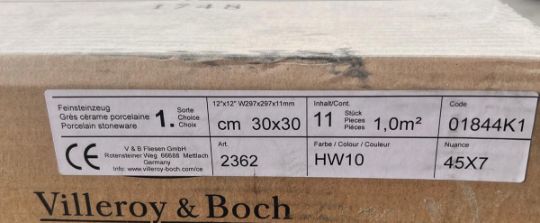 1748
Feinsteinzeug
Grès cérame porcelaine
Porcelain stoneware
1. Sorte
Choice
Choix
12"x12" W297x297x11mm
cm 30x30
Inhalt/Cont.
11 Stück
Pieces
Pièces
1,0m²
Code
01844K1
CE
V & B Fliesen GmbH
Rotensteiner Weg 66688 Mettlach
Germany
Info: www.villeroy-boch.com/ce
Art.
2362
Farbe / Colour / Couleur
HW10
Nuance
45X7
Villeroy & Boch